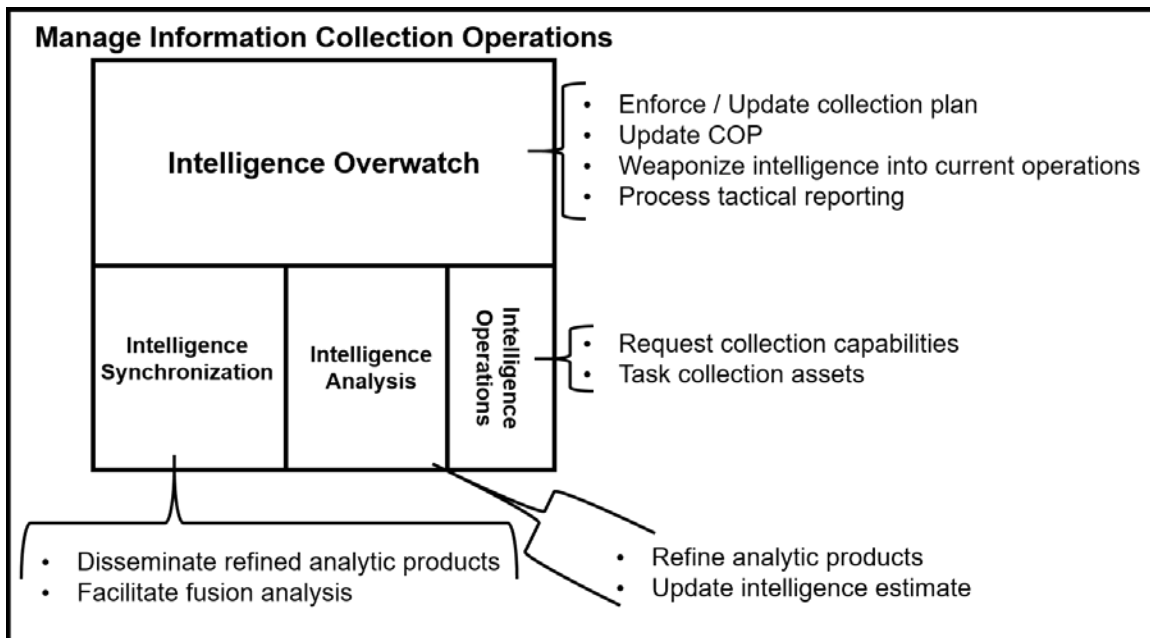 Manage Information Collection Operations
Intelligence Overwatch
• Enforce / Update collection plan
• Update COP
• Weaponize intelligence into current operations
• Process tactical reporting
Intelligence
Synchronization
Intelligence
Analysis
Intelligence
Operations
• Request collection capabilities
• Task collection assets
• Disseminate refined analytic products
• Facilitate fusion analysis
• Refine analytic products
• Update intelligence estimate